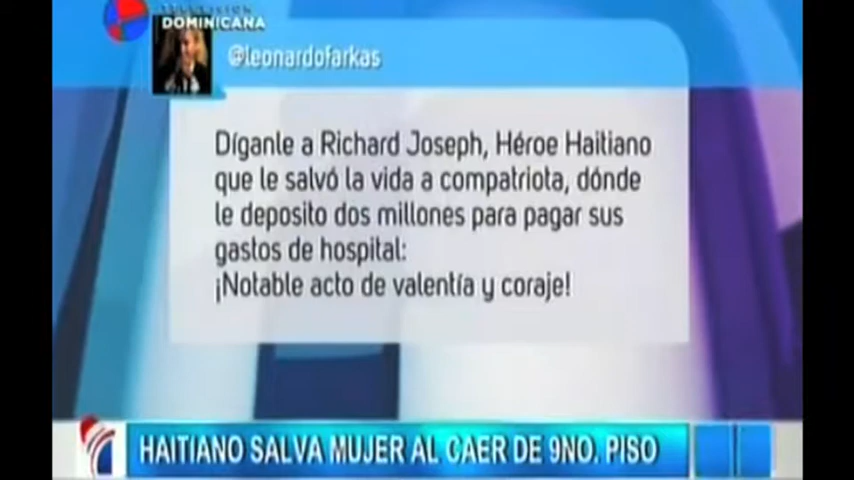 DOMINICANA
@leonardofarkas
Díganle a Richard Joseph, Héroe Haitiano
que le salvó la vida a compatriota, dónde
le deposito dos millones para pagar sus
gastos de hospital:
¡Notable acto de valentía y coraje!
HAITIANO SALVA MUJER AL CAER DE 9NO. PISO